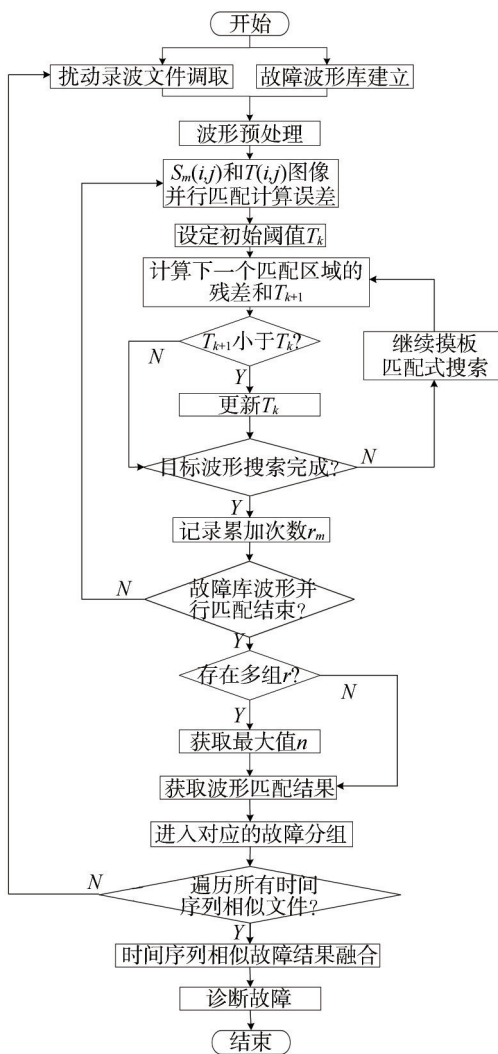 开始
扰动录波文件调取
故障波形库建立
波形预处理
Sm(i,j)和T(i,j)图像
并行匹配计算误差
设定初始阈值Tk
计算下一个匹配区域的
残差和Tk+1
Tk+1小于Tk?
N
Y
继续摸板
匹配式搜索
更新Tk
目标波形搜索完成?
N
Y
记录累加次数rm
故障库波形并
行匹配结束?
N
Y
存在多组r?
N
Y
获取最大值n
获取波形匹配结果
进入对应的故障分组
遍历所有时间
序列相似文件?
N
Y
时间序列相似故障结果融合
诊断故障
结束